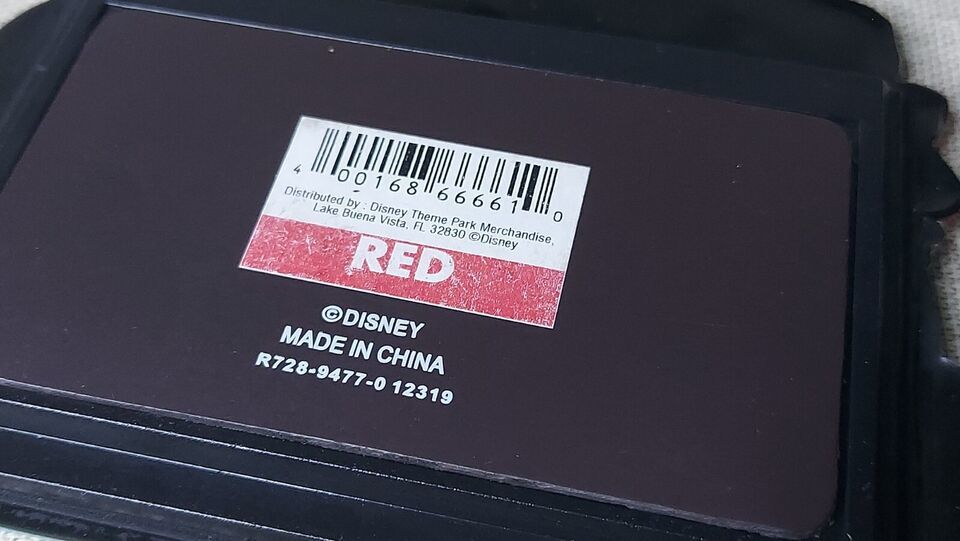 4 00168 66661 0
Distributed by : Disney Theme Park Merchandise,
Lake Buena Vista, FL 32830 ©Disney
RED
©DISNEY
MADE IN CHINA
R728-9477-0 12319